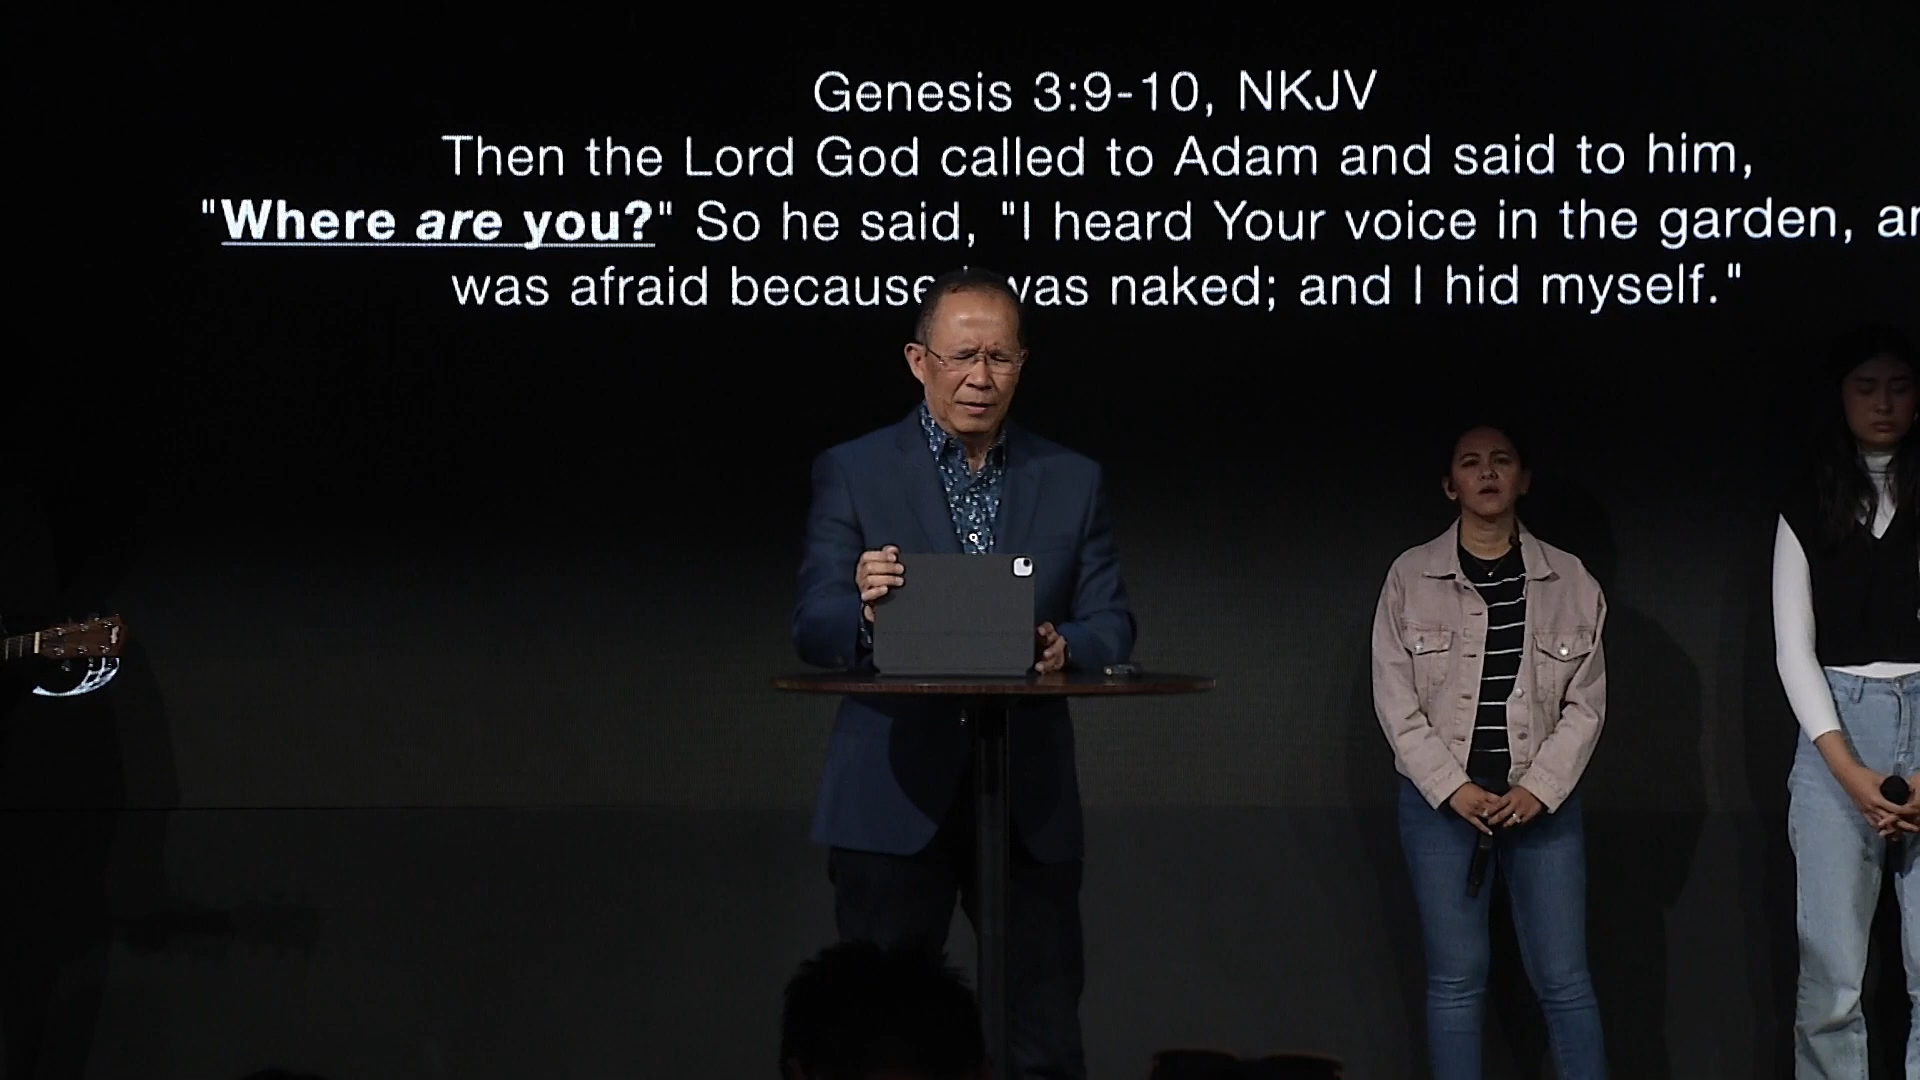 Genesis 3:9-10, NKJV
Then the Lord God called to Adam and said to him,
"Where are you?" So he said, "I heard Your voice in the garden,
was afraid because was naked; and I hid myself."